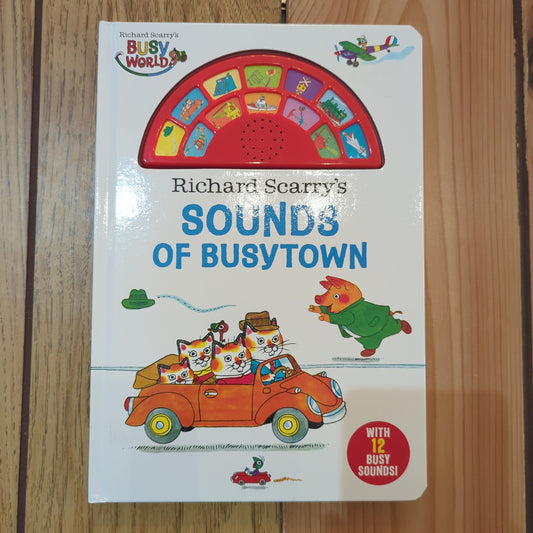 Richard Scarry's
BUSY
WORLD
Richard Scarry's
SOUNDS
OF BUSYTOWN
WITH
12
BUSY
SOUNDS!